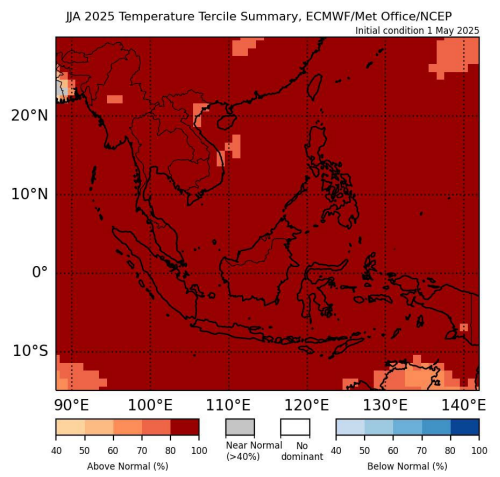 JJA 2025 Temperature Tercile Summary, ECMWF/Met Office/NCEP
Initial condition 1 May 2025
20°N
10°N
0°
10°S
90°E 100°E 110°E 120°E 130°E 140°E
40 50 60 70 80 100
Above Normal (%)
Near Normal
(>40%)
No
dominant
40 50 60 70 80 100
Below Normal (%)